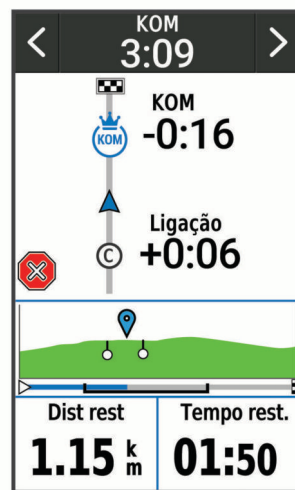 KOM
3:09
KOM
KOM
-0:16
Ligação
C
+0:06
Dist rest
Tempo rest.
1.15 km
01:50